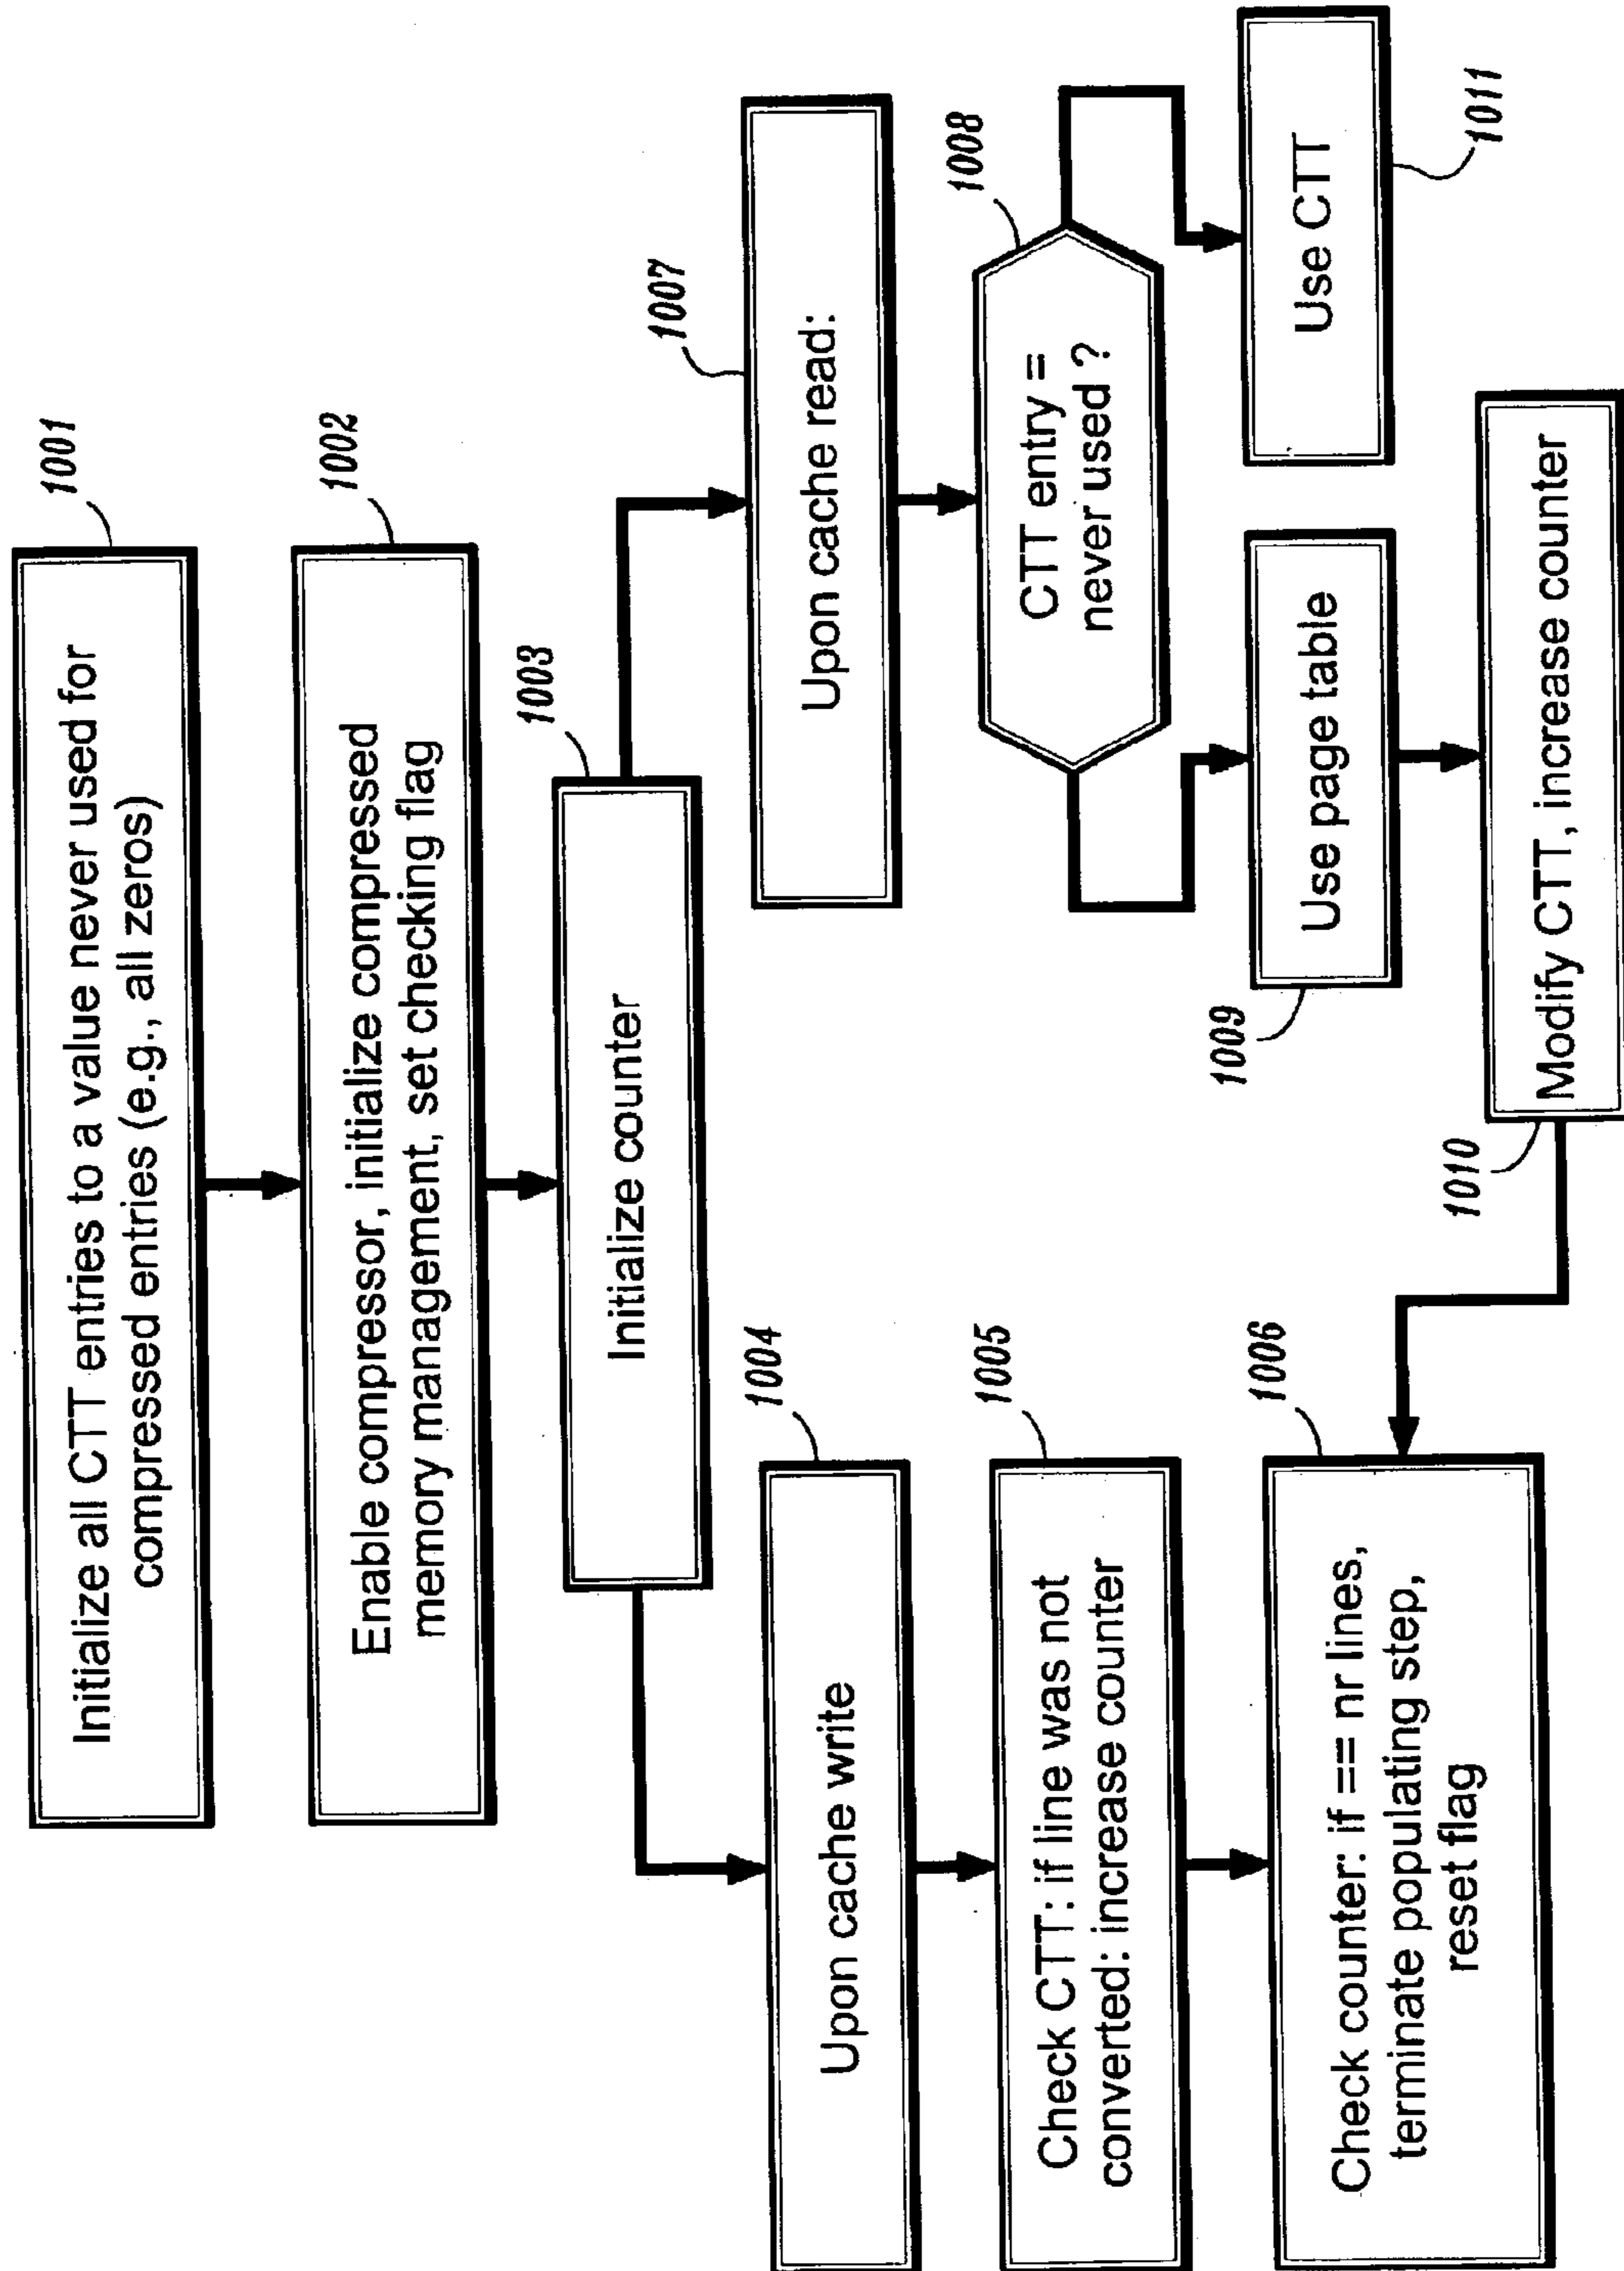 1001
Initialize all CTT entries to a value never used for
compressed entries (e.g., all zeros)
1002
Enable compressor, initialize compressed
memory management, set checking flag
1003
Initialize counter
1004
Upon cache write
1005
Check CTT: if line was not
converted: increase counter
1006
Check counter: if == nr lines,
terminate populating step,
reset flag
1007
Upon cache read:
1008
CTT entry =
never used ?
1009
Use page table
1010
Modify CTT, increase counter
Use CTT
1011